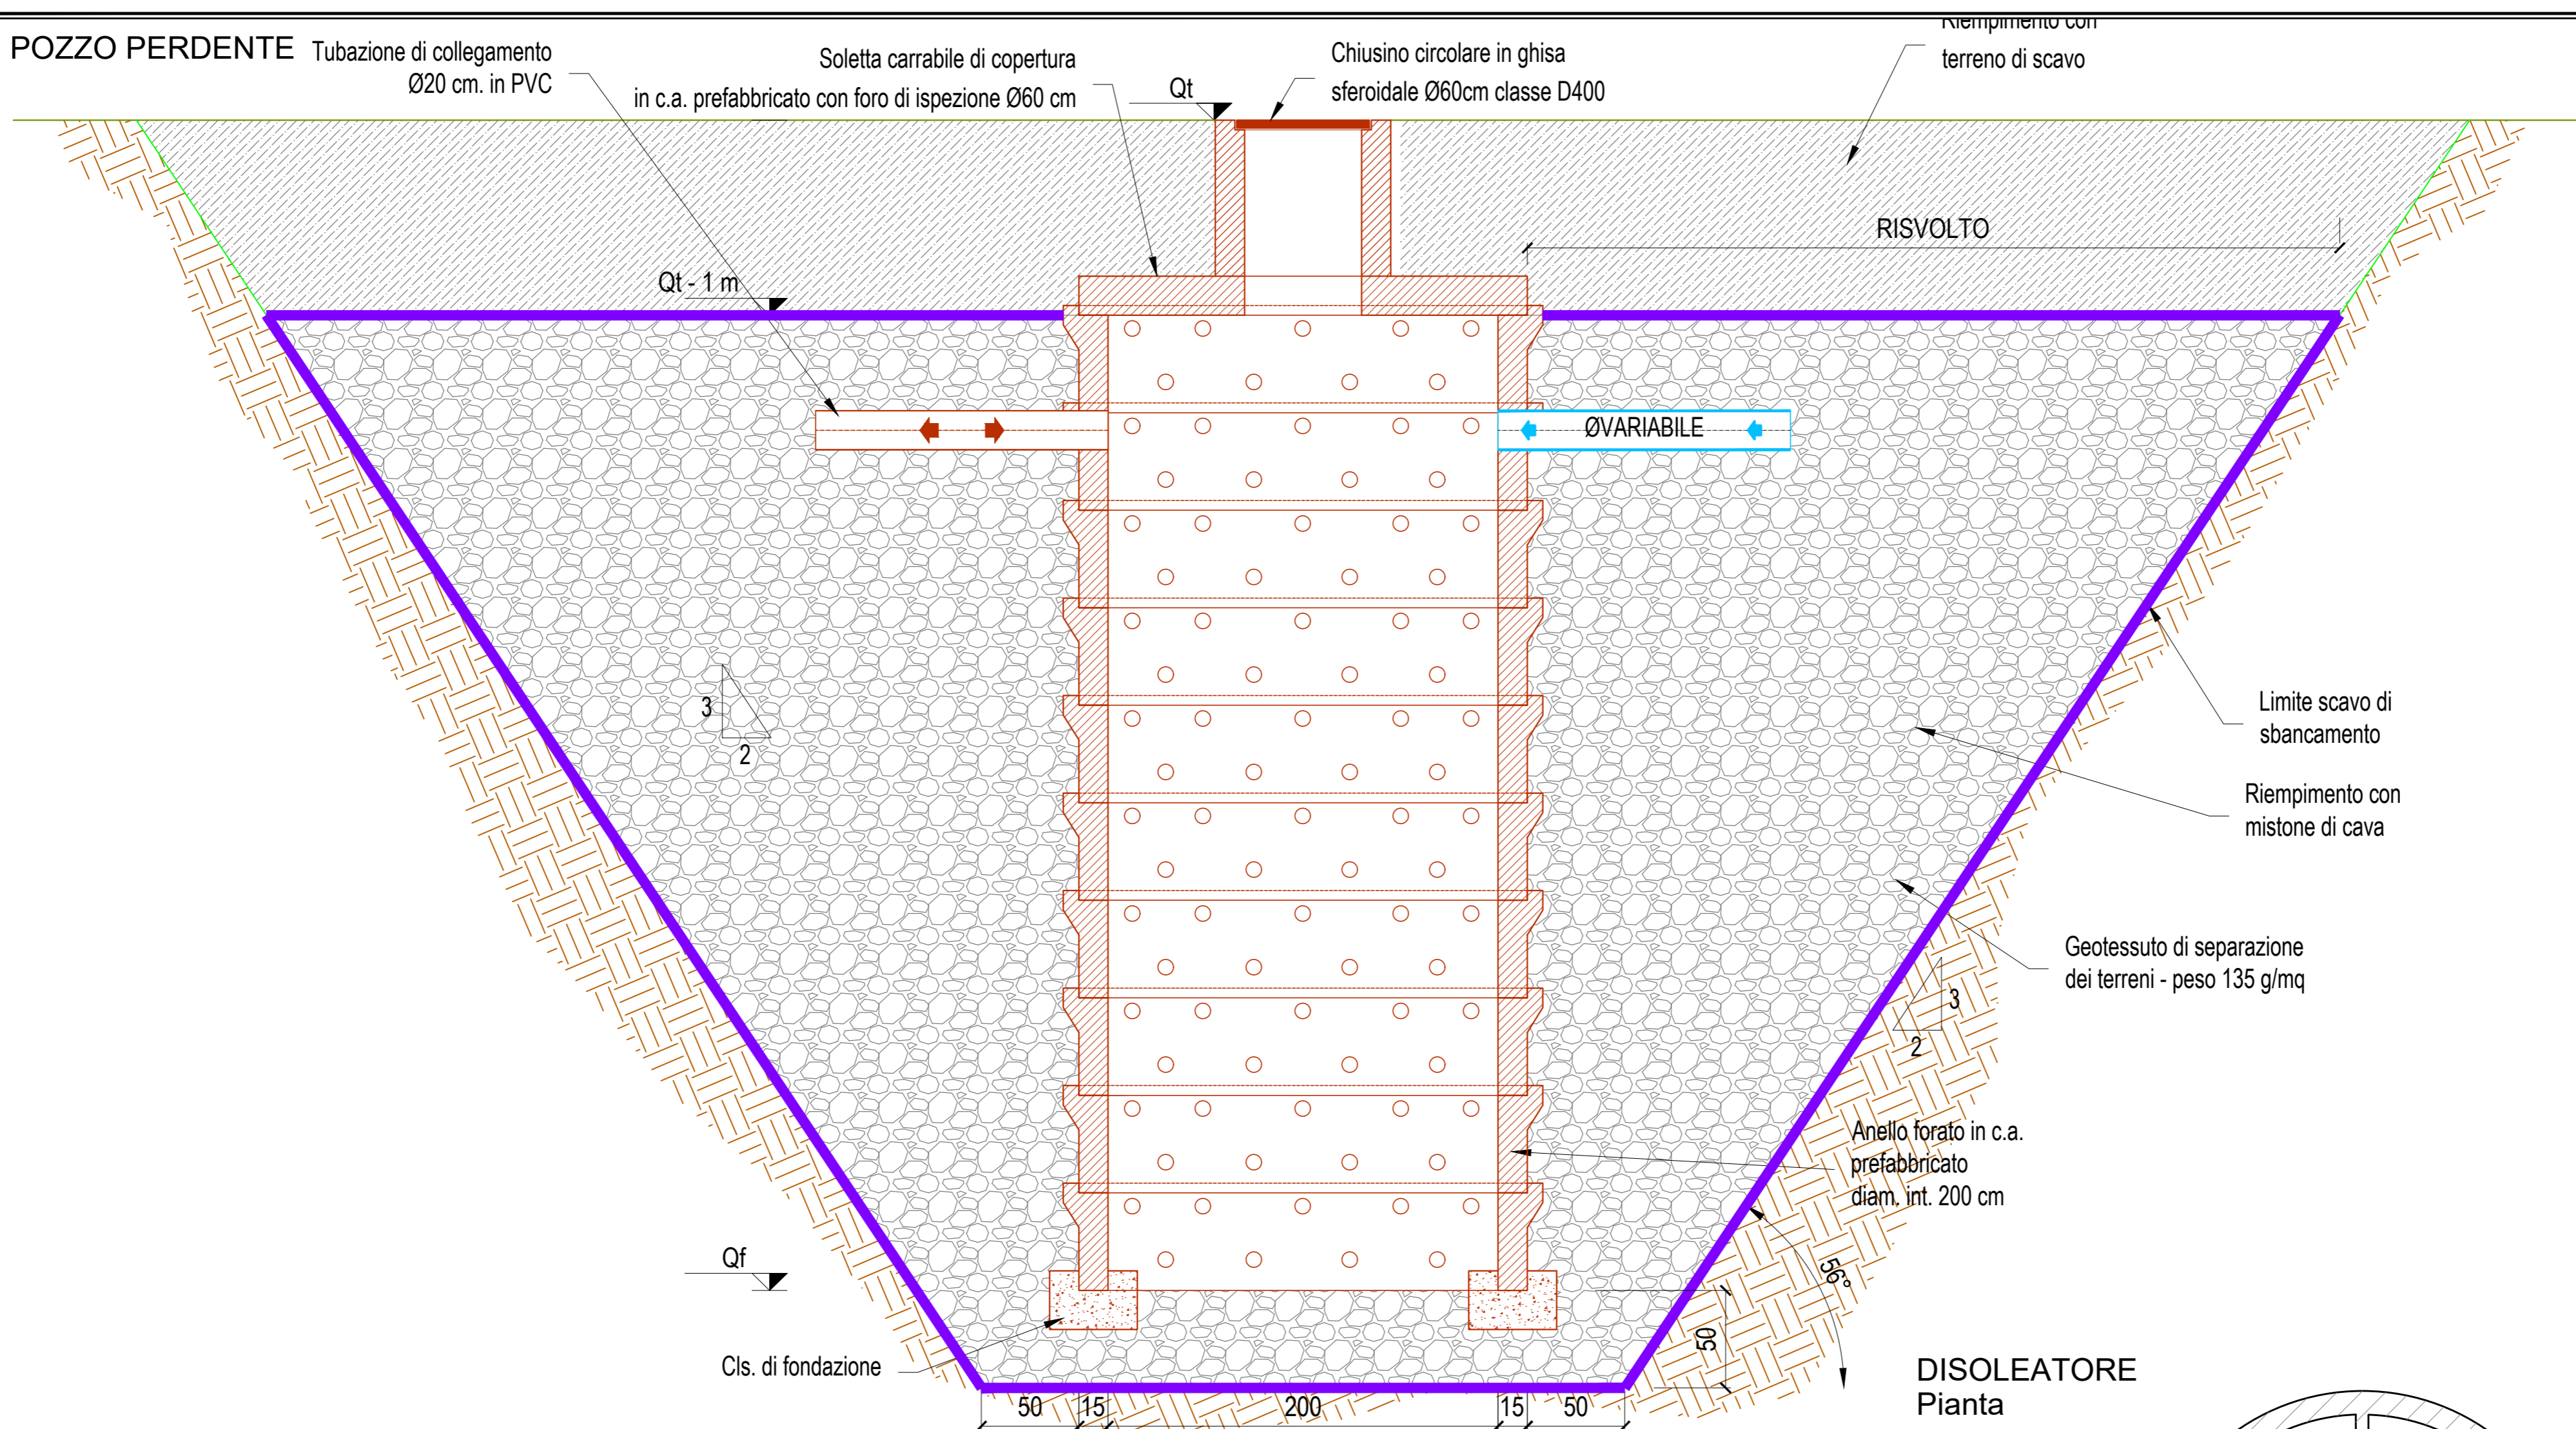 POZZO PERDENTE
Tubazione di collegamento
Ø20 cm. in PVC
Soletta carrabile di copertura
in c.a. prefabbricato con foro di ispezione Ø60 cm
Qt
Chiusino circolare in ghisa
sferoidale Ø60cm classe D400
Riempimento con
terreno di scavo
RISVOLTO
Qt - 1 m
ØVARIABILE
3
2
Limite scavo di
sbancamento
Riempimento con
mistone di cava
Geotessuto di separazione
dei terreni - peso 135 g/mq
3
2
Anello forato in c.a.
prefabbricato
diam. int. 200 cm
Qf
56°
50
Cls. di fondazione
50 15 200 15 50
DISOLEATORE
Pianta